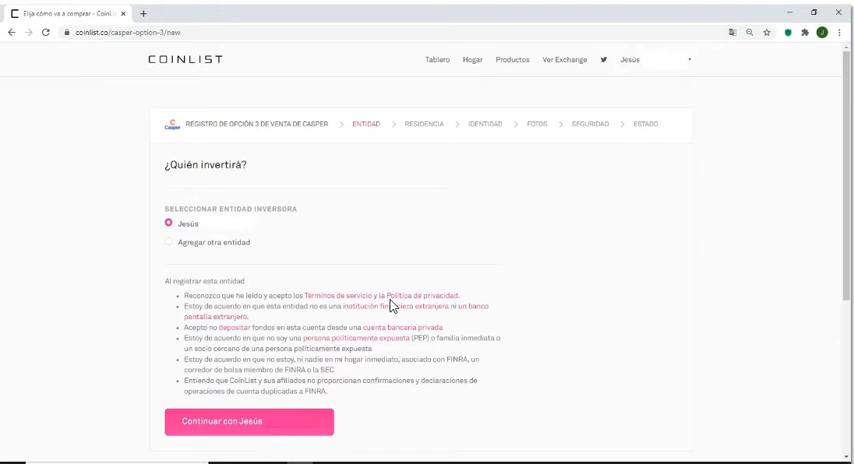 Elija cómo va a comprar - CoinL
coinlist.co/casper-option-3/new
J
COINLIST
Tablero Hogar Productos Ver Exchange Jesús
C
Casper
REGISTRO DE OPCIÓN 3 DE VENTA DE CASPER > ENTIDAD > RESIDENCIA > IDENTIDAD > FOTOS > SEGURIDAD > ESTADO
¿Quién invertirá?
SELECCIONAR ENTIDAD INVERSORA
Jesús
Agregar otra entidad
Al registrar esta entidad
• Reconozco que he leído y acepto los Términos de servicio y la Política de privacidad.
• Estoy de acuerdo en que esta entidad no es una institución financiera extranjera ni un banco
pantalla extranjero.
• Acepto no depositar fondos en esta cuenta desde una cuenta bancaria privada
• Estoy de acuerdo en que no soy una persona políticamente expuesta (PEP) o familia inmediata o
un socio cercano de una persona políticamente expuesta
• Estoy de acuerdo en que no estoy, ni nadie en mi hogar inmediato, asociado con FINRA, un
corredor de bolsa miembro de FINRA o la SEC
• Entiendo que CoinList y sus afiliados no proporcionan confirmaciones y declaraciones de
operaciones de cuenta duplicadas a FINRA.
Continuar con Jesús